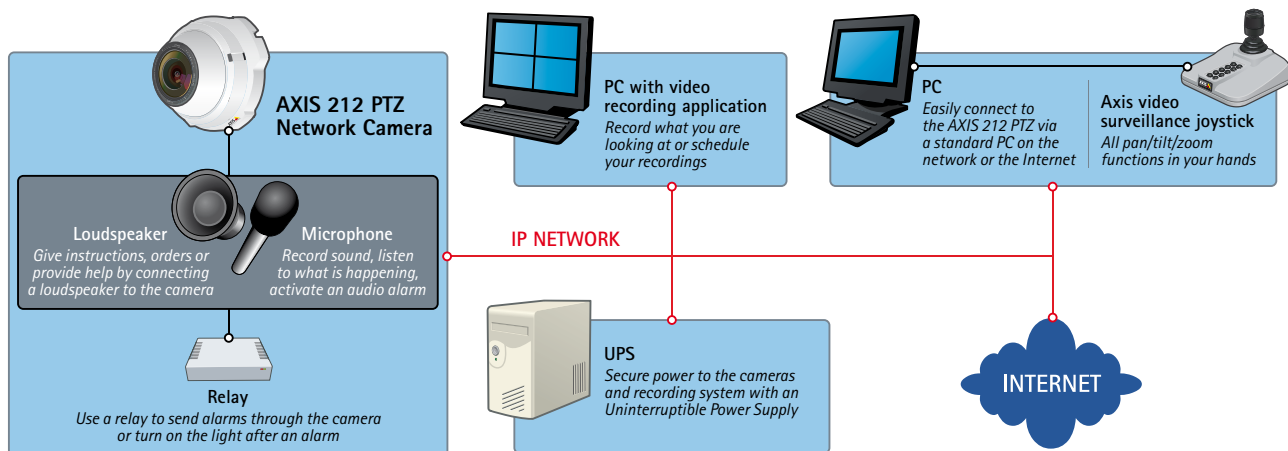 AXIS 212 PTZ
Network Camera
Loudspeaker
Give instructions, orders or
provide help by connecting
a loudspeaker to the camera
Microphone
Record sound, listen
to what is happening,
activate an audio alarm
Relay
Use a relay to send alarms through the camera
or turn on the light after an alarm
PC with video
recording application
Record what you are
looking at or schedule
your recordings
PC
Easily connect to
the AXIS 212 PTZ via
a standard PC on the
network or the Internet
Axis video
surveillance joystick
All pan/tilt/zoom
functions in your hands
IP NETWORK
UPS
Secure power to the cameras
and recording system with an
Uninterruptible Power Supply
INTERNET